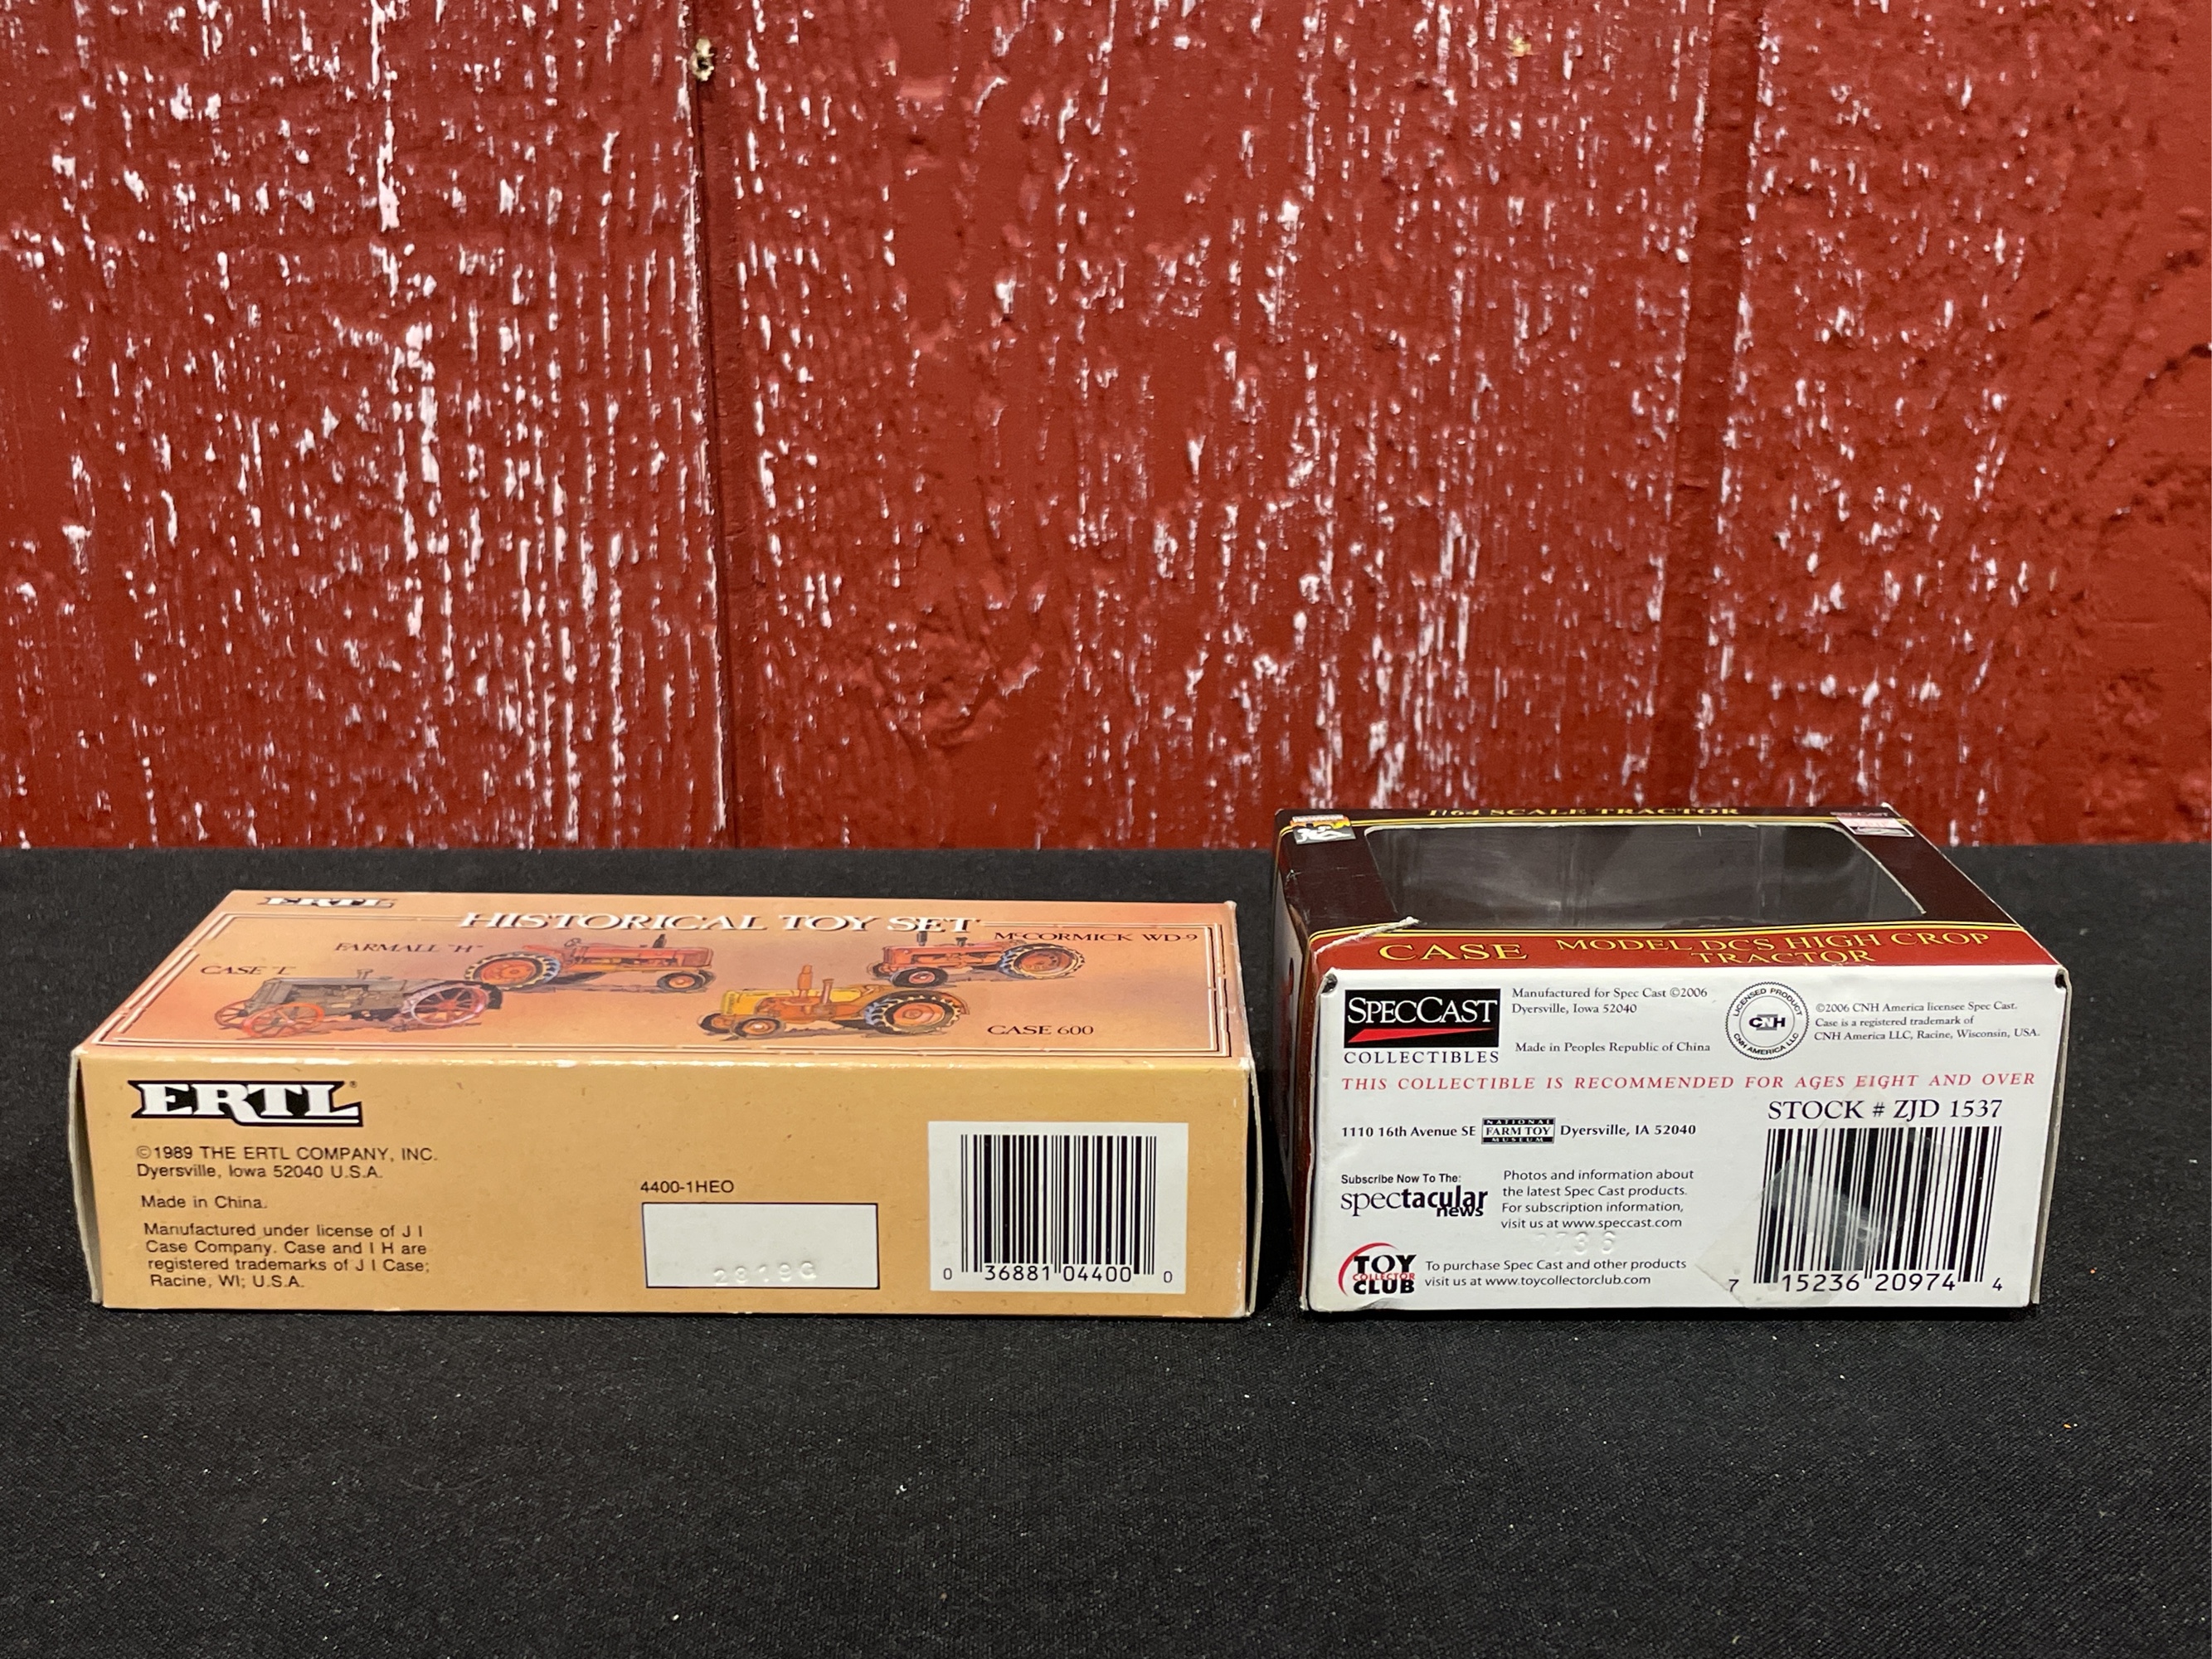 ERTL
HISTORICAL TOY SET
FARMALL "H"
McCORMICK WD-9
CASE "L"
CASE 600
ERTL®
©1989 THE ERTL COMPANY, INC.
Dyersville, Iowa 52040 U.S.A.
Made in China.
Manufactured under license of J I
Case Company. Case and I H are
registered trademarks of J I Case;
Racine, WI; U.S.A.
4400-1HEO
0 36881 04400 0
1/64 SCALE TRACTOR
CASE MODEL DCS HIGH CROP
TRACTOR
SPECCAST
COLLECTIBLES
Manufactured for Spec Cast ©2006
Dyersville, Iowa 52040
Made in Peoples Republic of China
LICENSED PRODUCT
CNH
CNH AMERICA LLC
©2006 CNH America licensee Spec Cast.
Case is a registered trademark of
CNH America LLC, Racine, Wisconsin, USA.
THIS COLLECTIBLE IS RECOMMENDED FOR AGES EIGHT AND OVER
STOCK # ZJD 1537
1110 16th Avenue SE NATIONAL FARM TOY MUSEUM Dyersville, IA 52040
Subscribe Now To The:
spectacular
news
Photos and information about
the latest Spec Cast products.
For subscription information,
visit us at www.speccast.com
TOY
COLLECTOR
CLUB
To purchase Spec Cast and other products
visit us at www.toycollectorclub.com
7 15236 20974 4